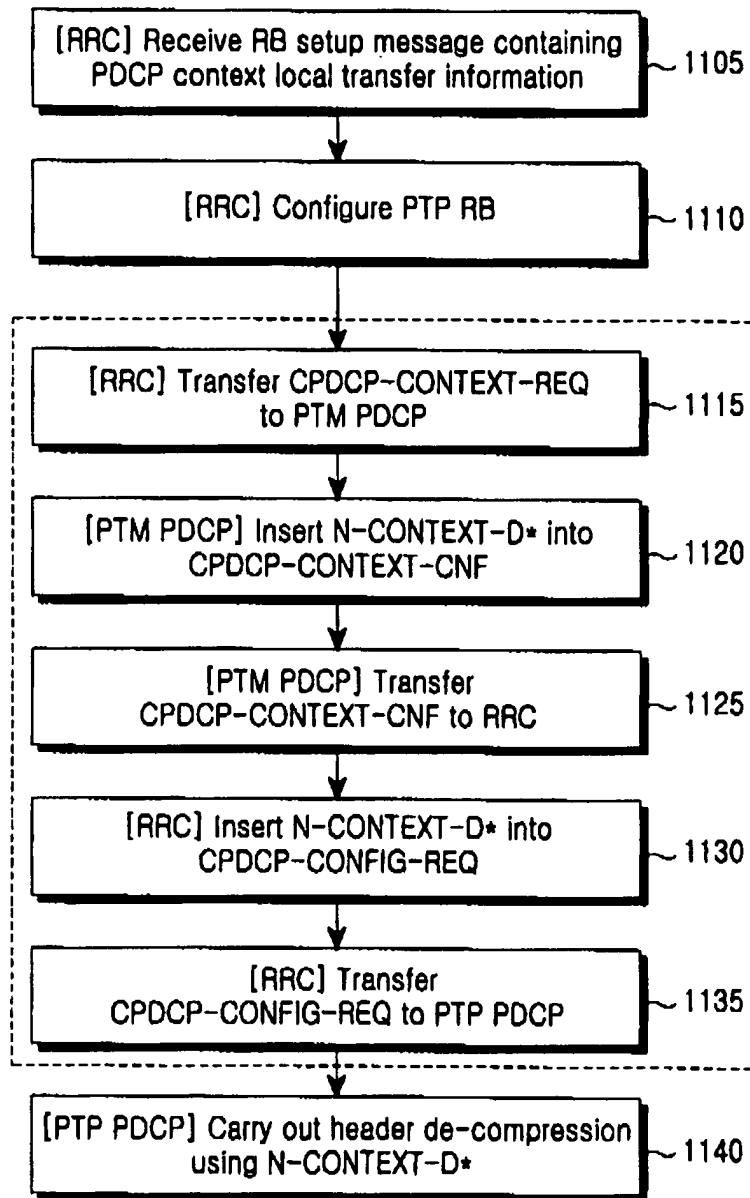 [RRC] Receive RB setup message containing
PDCP context local transfer information
1105
[RRC] Configure PTP RB
1110
[RRC] Transfer CPDCP-CONTEXT-REQ
to PTM PDCP
1115
[PTM PDCP] Insert N-CONTEXT-D* into
CPDCP-CONTEXT-CNF
1120
[PTM PDCP] Transfer
CPDCP-CONTEXT-CNF to RRC
1125
[RRC] Insert N-CONTEXT-D* into
CPDCP-CONFIG-REQ
1130
[RRC] Transfer
CPDCP-CONFIG-REQ to PTP PDCP
1135
[PTP PDCP] Carry out header de-compression
using N-CONTEXT-D*
1140